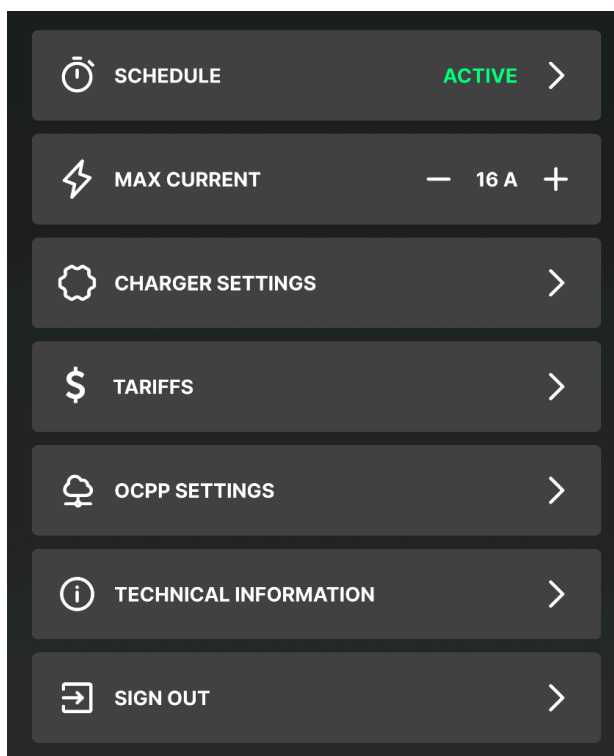 SCHEDULE ACTIVE
MAX CURRENT 16 A
CHARGER SETTINGS
$ TARIFFS
OCPP SETTINGS
TECHNICAL INFORMATION
SIGN OUT